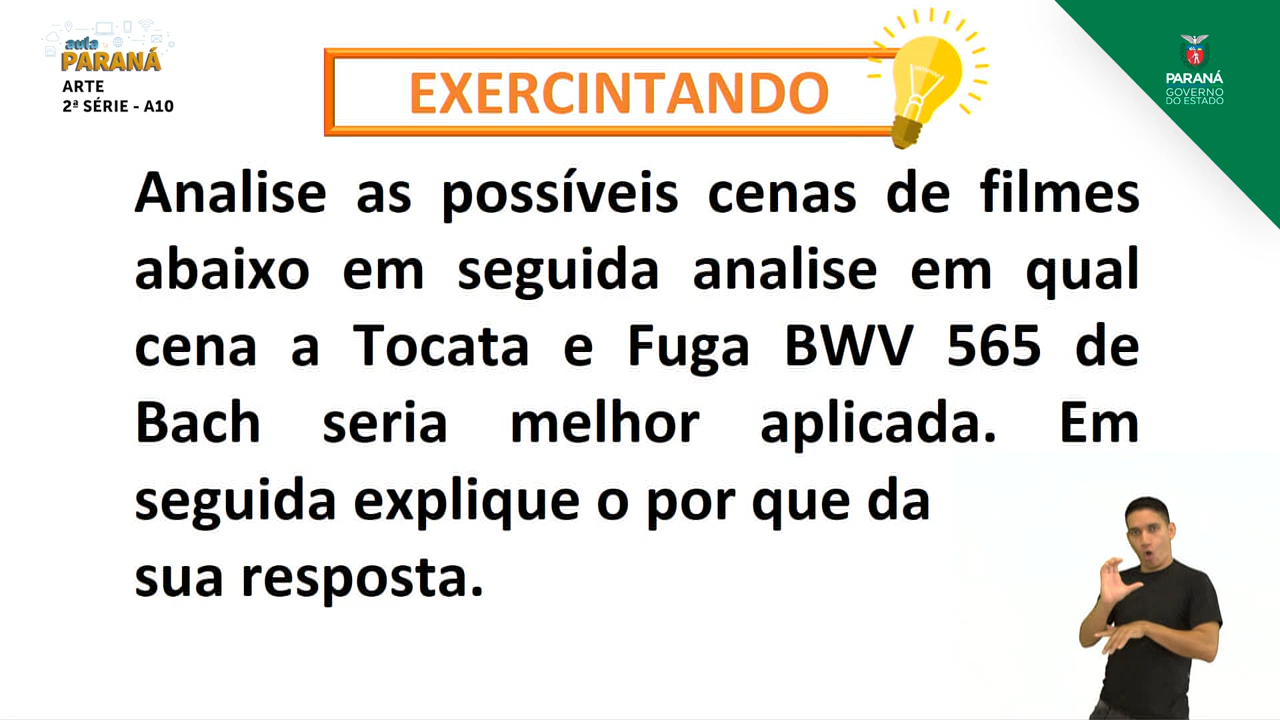 aula
PARANÁ
ARTE
2ª SÉRIE - A10
EXERCINTANDO
PARANÁ
GOVERNO
DO ESTADO
Analise as possíveis cenas de filmes
abaixo em seguida analise em qual
cena a Tocata e Fuga BWV 565 de
Bach seria melhor aplicada. Em
seguida explique o por que da
sua resposta.